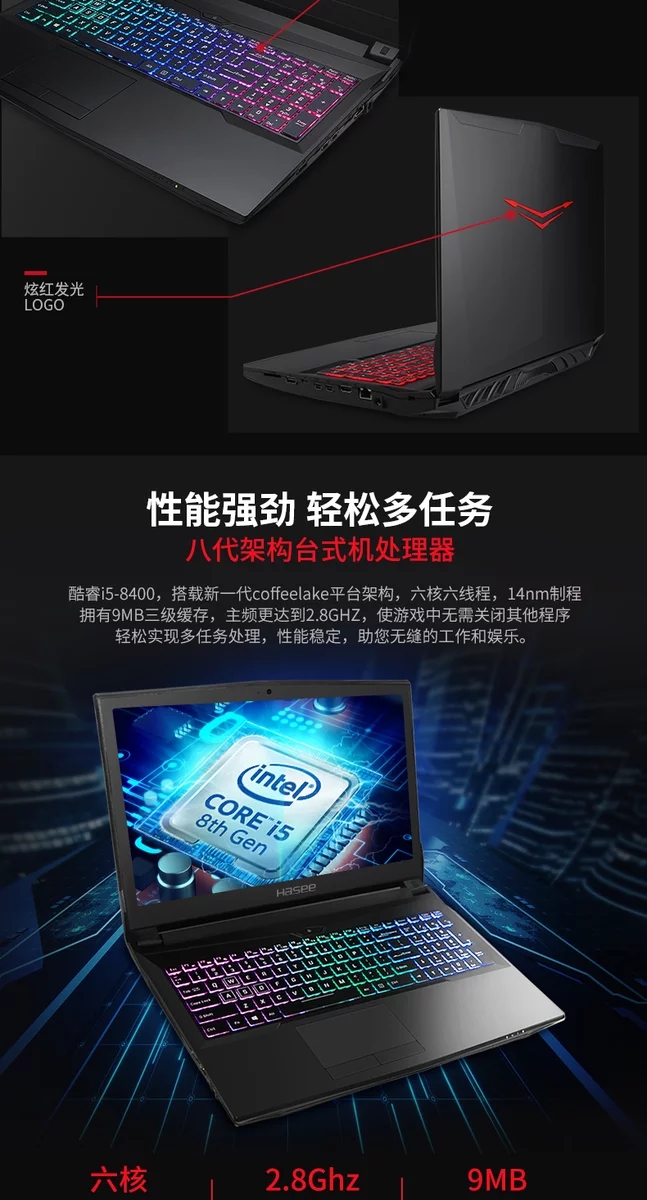 炫红发光
LOGO
性能强劲 轻松多任务
八代架构台式机处理器
酷睿i5-8400，搭载新一代coffeelake平台架构，六核六线程，14nm制程
拥有9MB三级缓存，主频更达到2.8GHZ，使游戏中无需关闭其他程序
轻松实现多任务处理，性能稳定，助您无缝的工作和娱乐。
intel
CORE™ i5
8th Gen
Hasee
六核
2.8Ghz
9MB